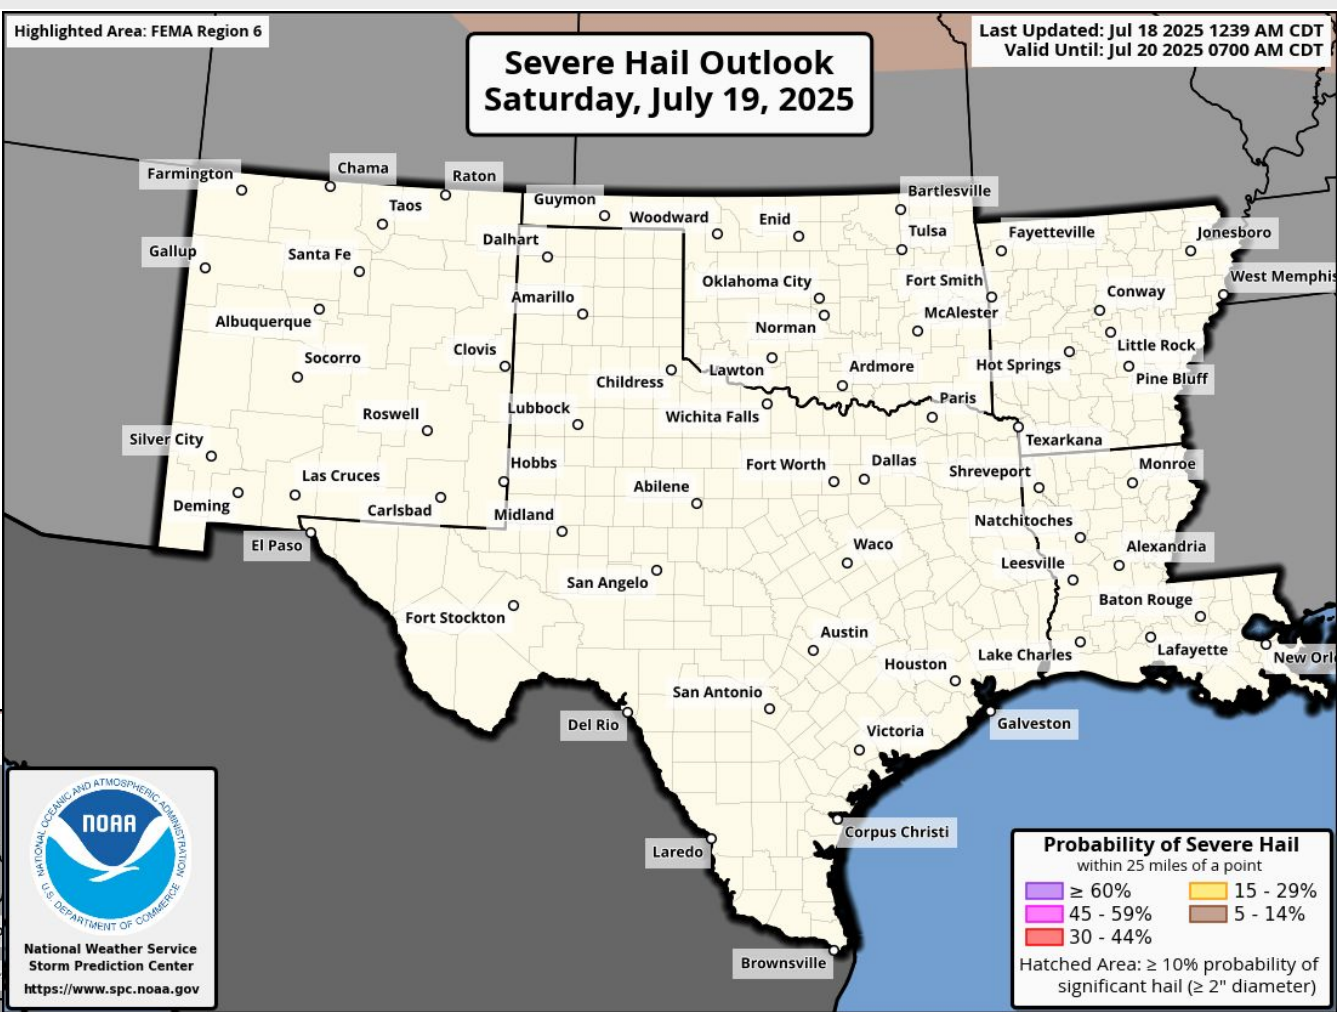 Highlighted Area: FEMA Region 6
Last Updated: Jul 18 2025 1239 AM CDT
Valid Until: Jul 20 2025 0700 AM CDT
Severe Hail Outlook
Saturday, July 19, 2025
Farmington
Chama
Raton
Taos
Guymon
Woodward
Enid
Bartlesville
Tulsa
Fayetteville
Jonesboro
Gallup
Santa Fe
Dalhart
Oklahoma City
Fort Smith
West Memphis
Amarillo
Conway
Albuquerque
Norman
McAlester
Little Rock
Socorro
Clovis
Childress
Lawton
Ardmore
Hot Springs
Pine Bluff
Roswell
Lubbock
Wichita Falls
Paris
Silver City
Texarkana
Las Cruces
Hobbs
Abilene
Fort Worth
Dallas
Shreveport
Monroe
Deming
Carlsbad
Midland
Natchitoches
El Paso
Waco
Alexandria
Leesville
San Angelo
Fort Stockton
Baton Rouge
Austin
Houston
Lake Charles
Lafayette
New Orl
San Antonio
Del Rio
Victoria
Galveston
Corpus Christi
Laredo
Brownsville
NATIONAL OCEANIC AND ATMOSPHERIC ADMINISTRATION
NOAA
U.S. DEPARTMENT OF COMMERCE
National Weather Service
Storm Prediction Center
https://www.spc.noaa.gov
Probability of Severe Hail
within 25 miles of a point
≥ 60%
15 - 29%
45 - 59%
5 - 14%
30 - 44%
Hatched Area: ≥ 10% probability of
significant hail (≥ 2" diameter)